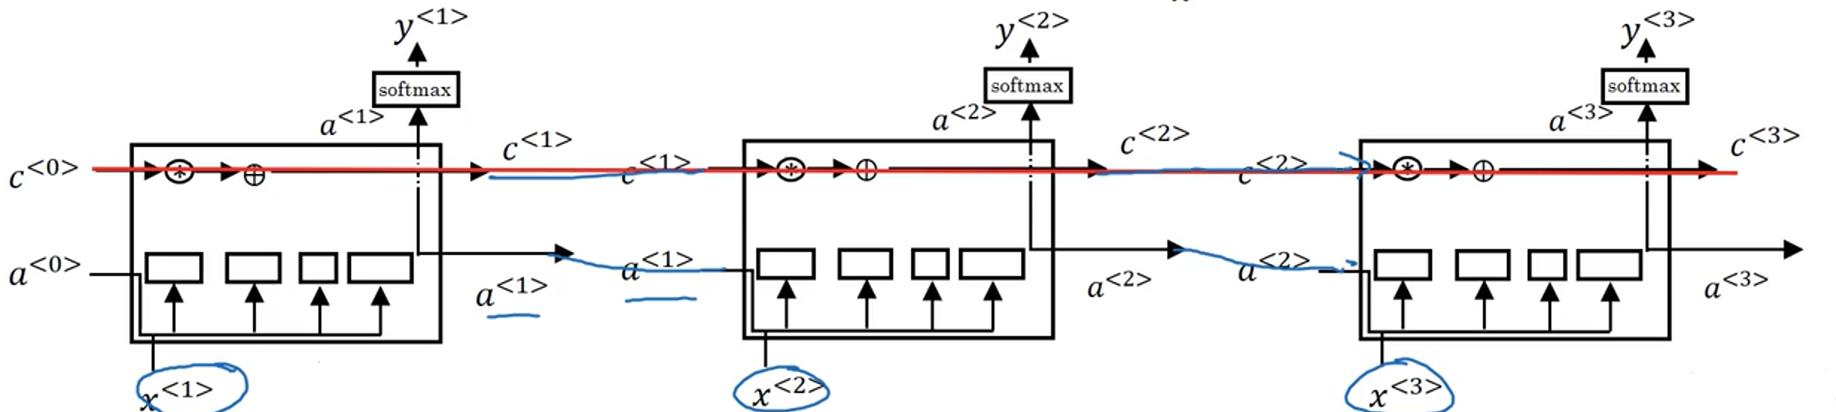 y<1> y<2> y<3>
softmax softmax softmax
a<1> a<2> a<3>
c<0> c<1> c<1> c<2> c<2> c<3>
* ⊕ * ⊕ * ⊕
a<0> a<1> a<1> a<2> a<2> a<3>
x<1> x<2> x<3>